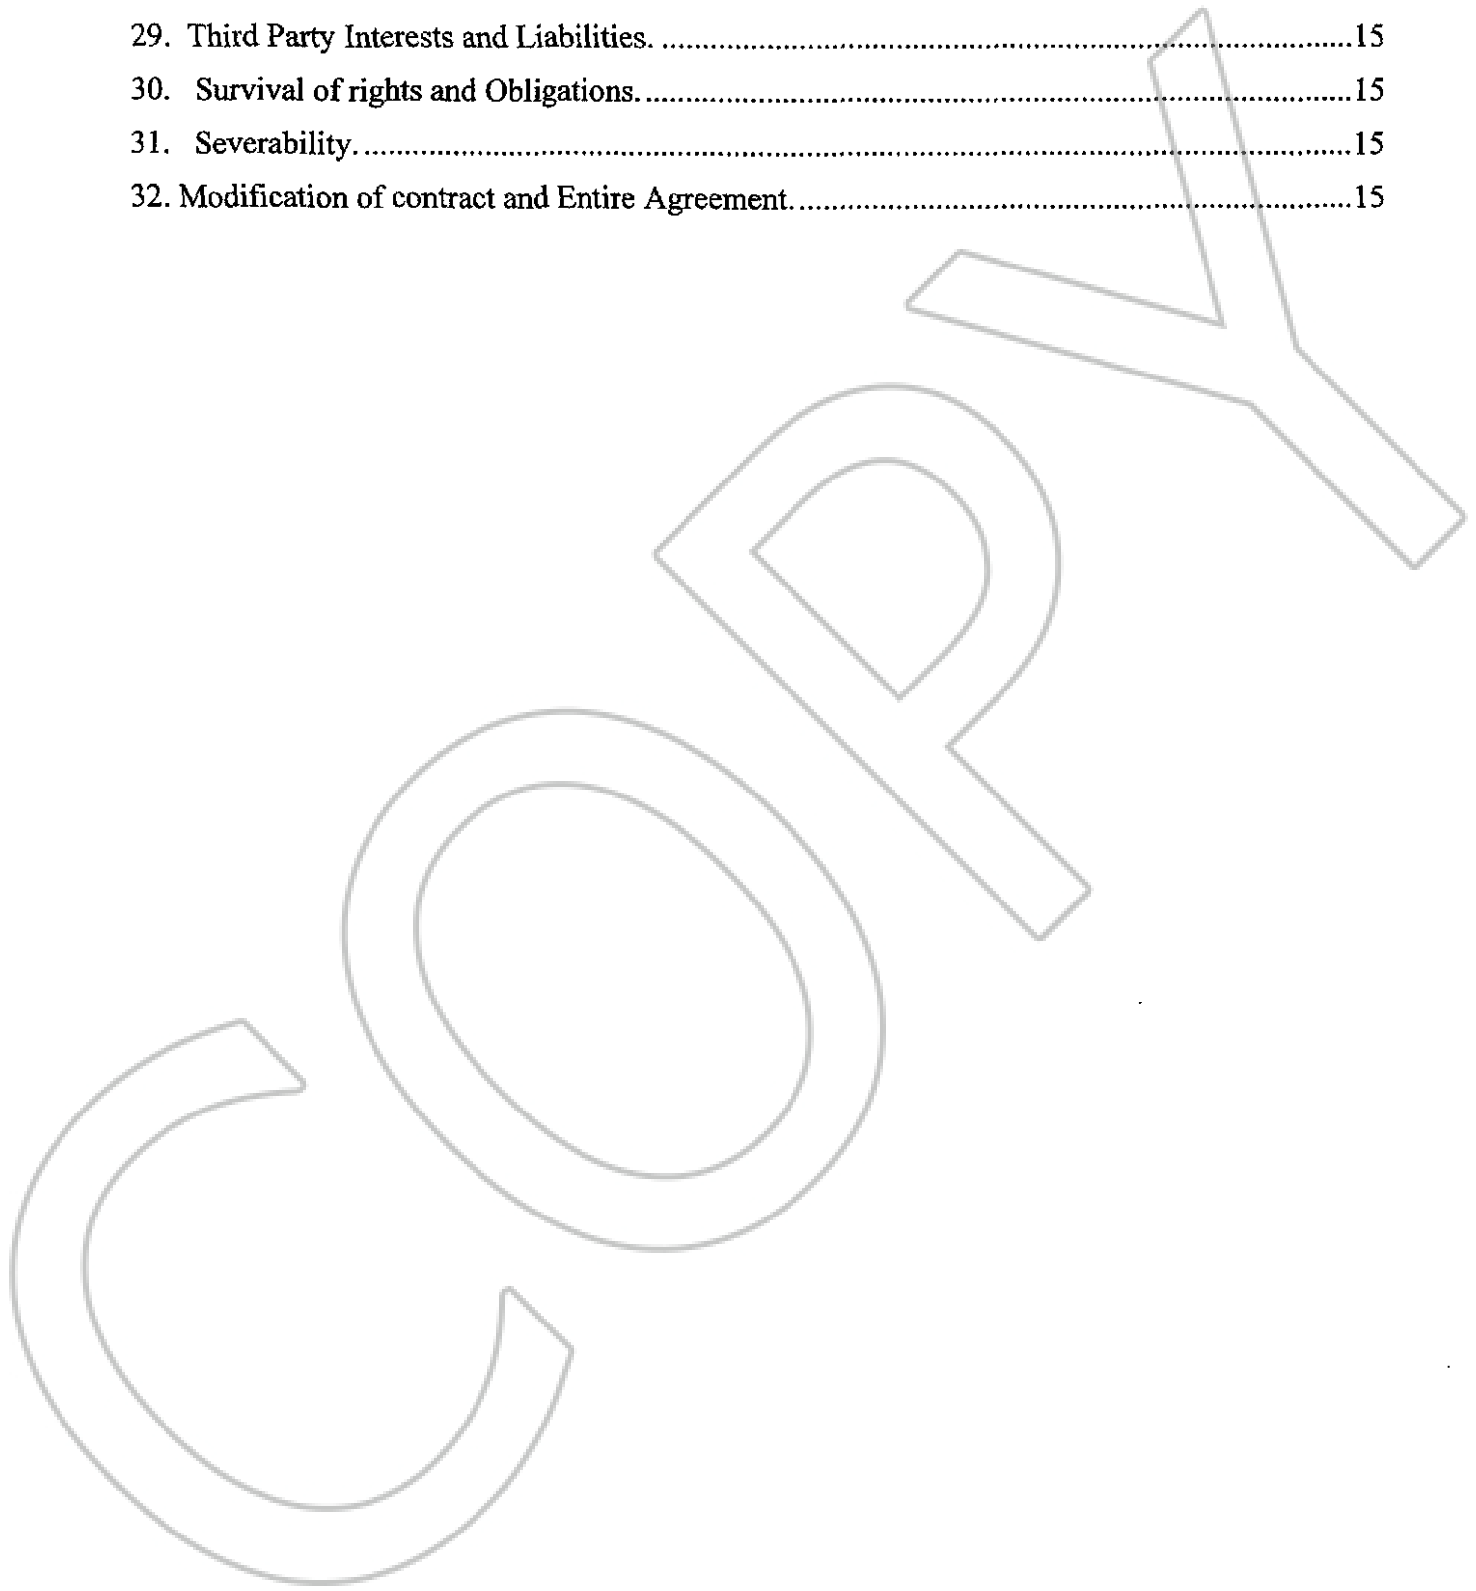 29. Third Party Interests and Liabilities. ........................................................................................15
30. Survival of rights and Obligations. ..........................................................................................15
31. Severability. ..............................................................................................................................15
32. Modification of contract and Entire Agreement. ......................................................................15
COPY